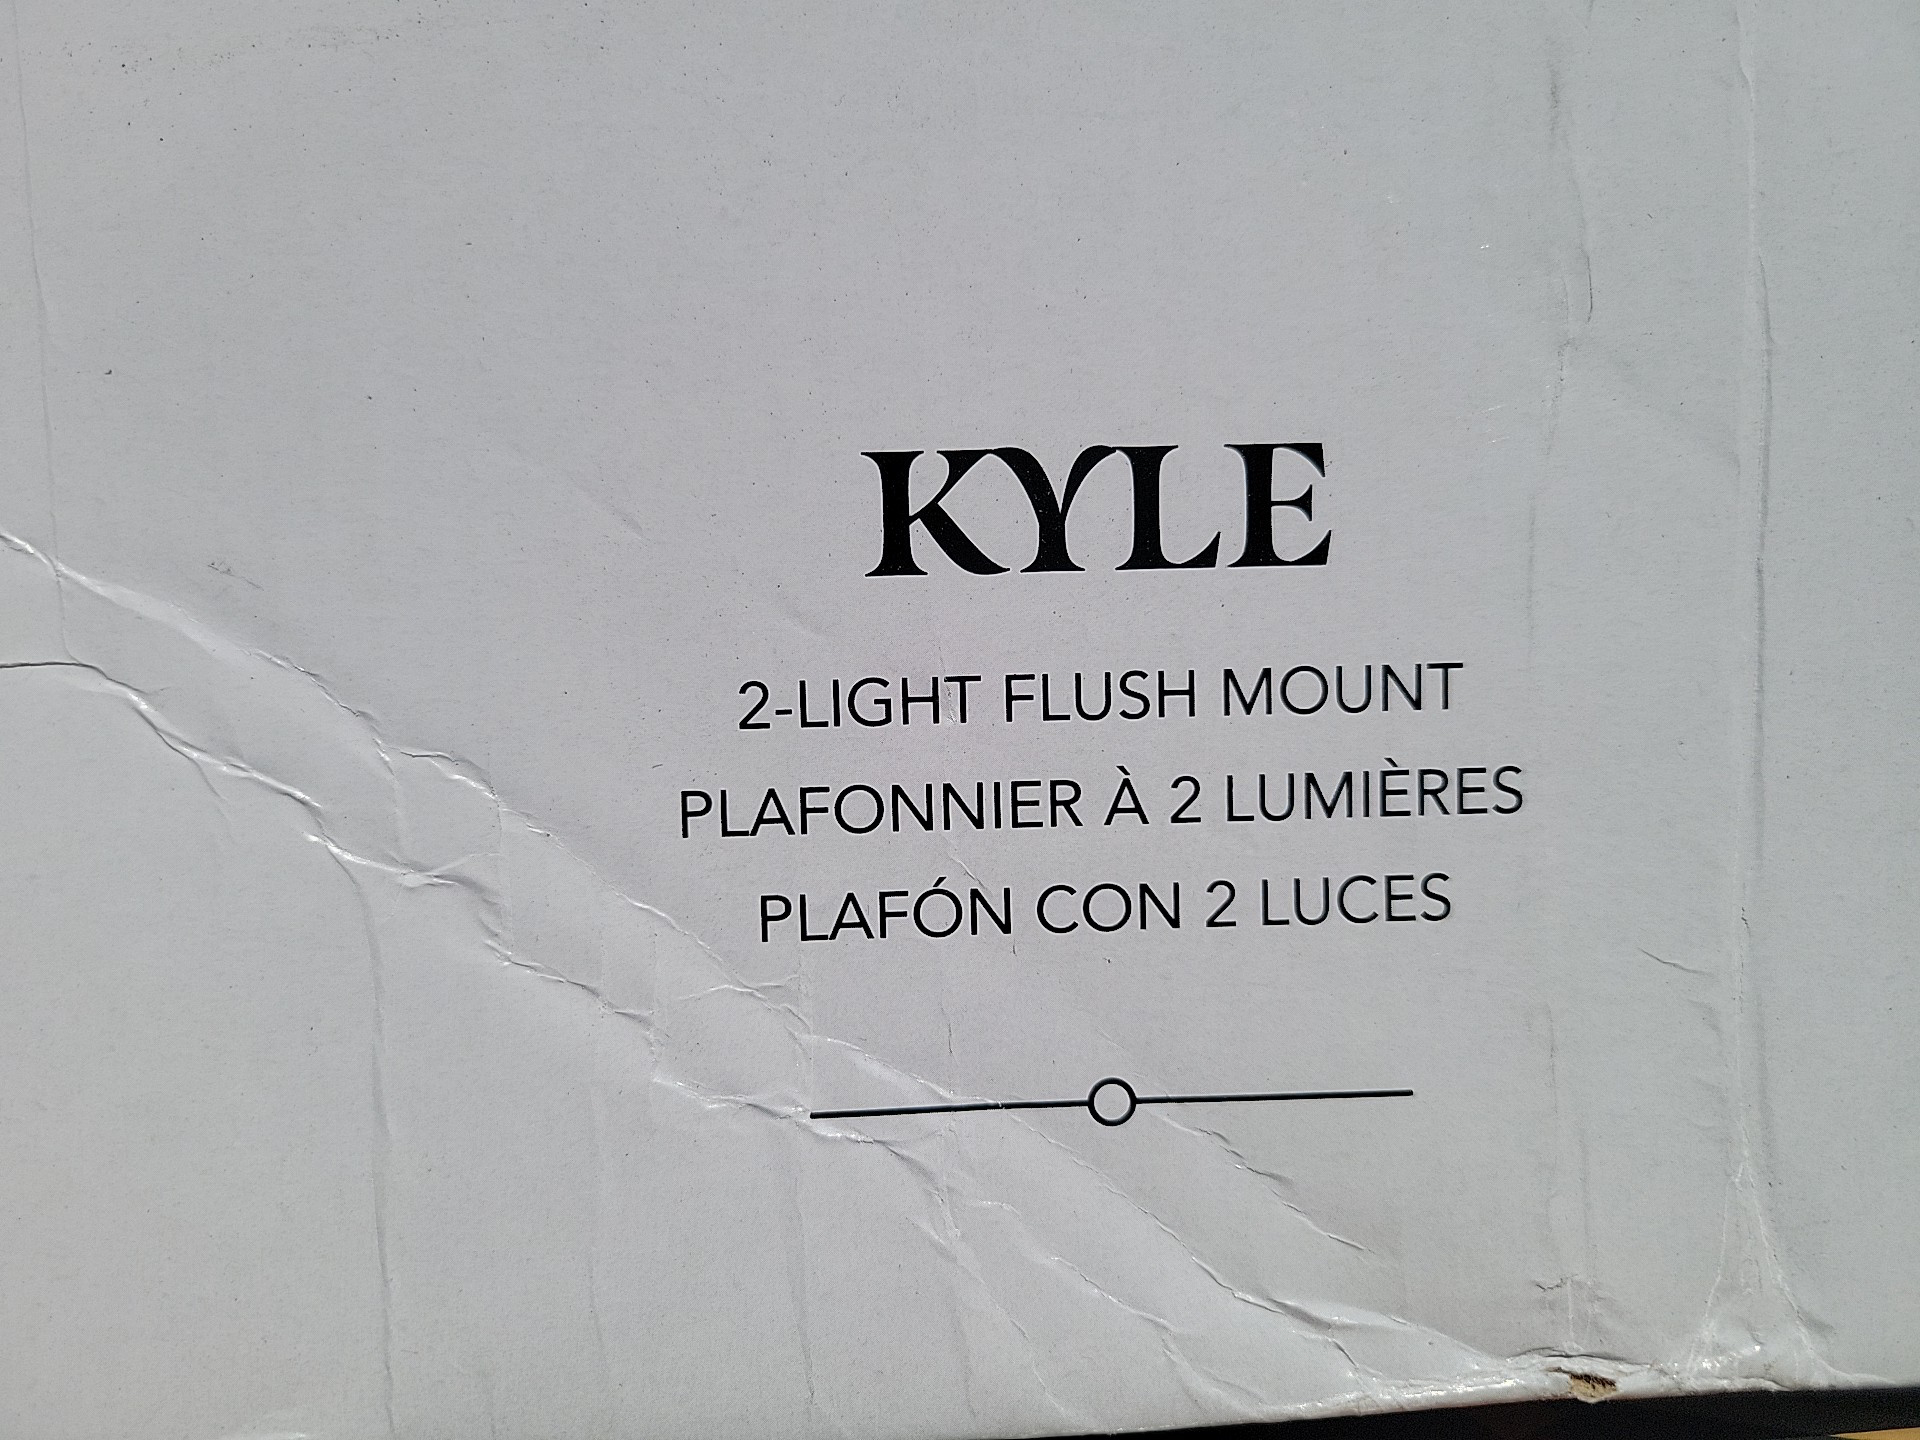 KYLE
2-LIGHT FLUSH MOUNT
PLAFONNIER À 2 LUMIÈRES
PLAFÓN CON 2 LUCES